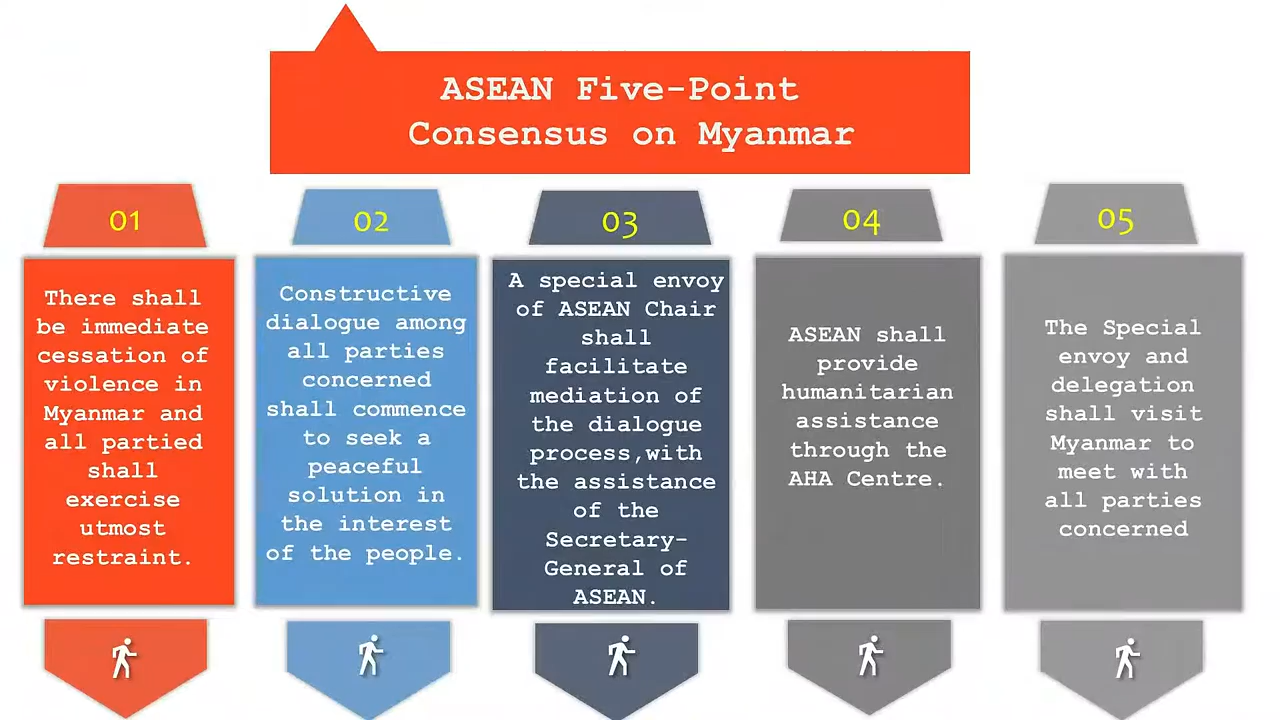 ASEAN Five-Point
Consensus on Myanmar
01
There shall
be immediate
cessation of
violence in
Myanmar and
all partied
shall
exercise
utmost
restraint.
02
Constructive
dialogue among
all parties
concerned
shall commence
to seek a
peaceful
solution in
the interest
of the people.
03
A special envoy
of ASEAN Chair
shall
facilitate
mediation of
the dialogue
process,with
the assistance
of the
Secretary-
General of
ASEAN.
04
ASEAN shall
provide
humanitarian
assistance
through the
AHA Centre.
05
The Special
envoy and
delegation
shall visit
Myanmar to
meet with
all parties
concerned